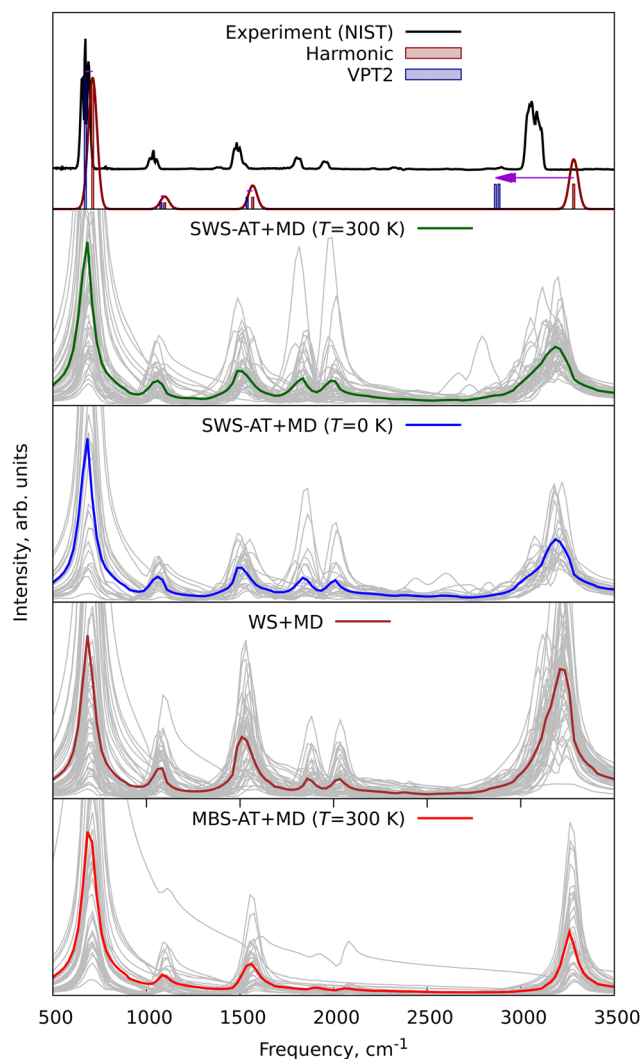 Experiment (NIST)
Harmonic
VPT2
SWS-AT+MD (T=300 K)
SWS-AT+MD (T=0 K)
WS+MD
MBS-AT+MD (T=300 K)
Intensity, arb. units
500 1000 1500 2000 2500 3000 3500
Frequency, cm⁻¹